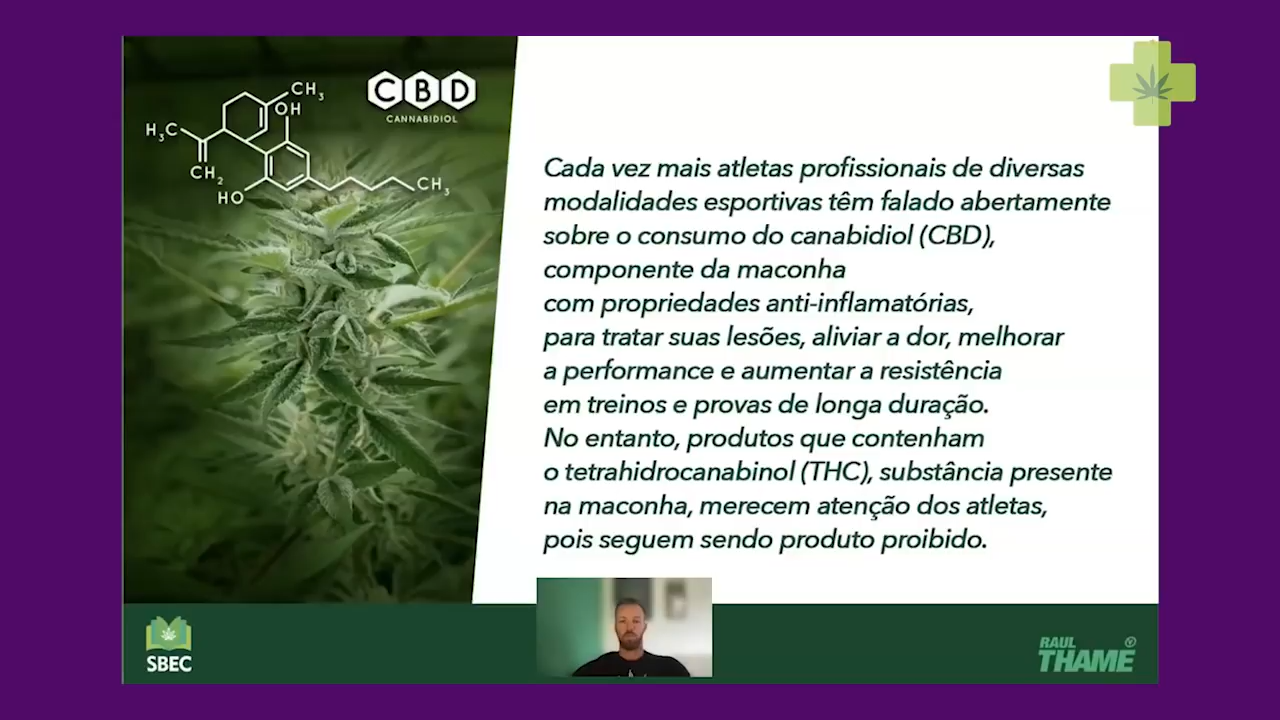 CBD
CANNABIDIOL
CH3
OH
H3C
CH2
HO
CH3
Cada vez mais atletas profissionais de diversas
modalidades esportivas têm falado abertamente
sobre o consumo do canabidiol (CBD),
componente da maconha
com propriedades anti-inflamatórias,
para tratar suas lesões, aliviar a dor, melhorar
a performance e aumentar a resistência
em treinos e provas de longa duração.
No entanto, produtos que contenham
o tetrahidrocanabinol (THC), substância presente
na maconha, merecem atenção dos atletas,
pois seguem sendo produto proibido.
SBEC
RAUL
THAME